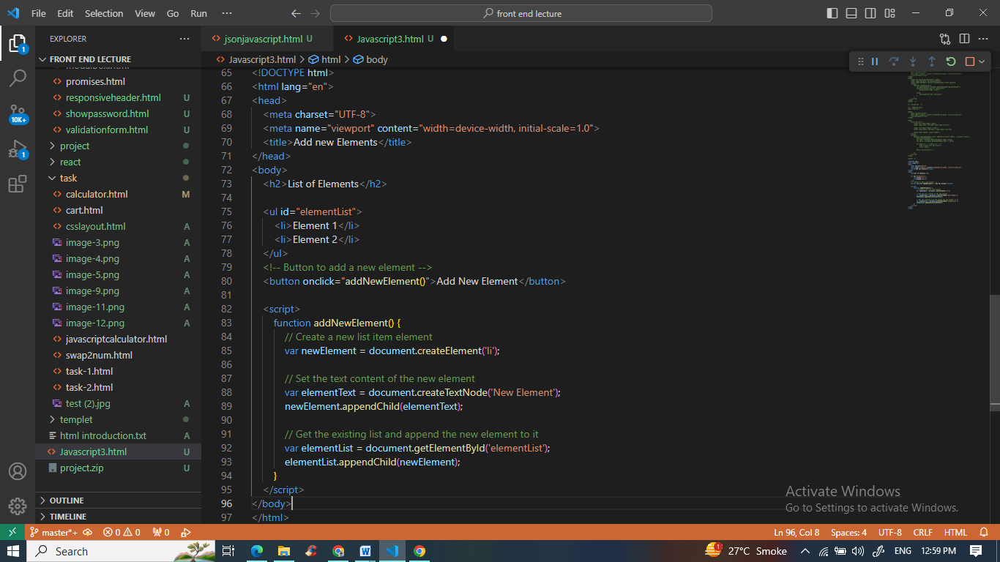 File Edit Selection View Go Run ··· front end lecture
EXPLORER ···
FRONT END LECTURE
promises.html
responsiveheader.html U
showpassword.html U
validationform.html U
project
react
task
calculator.html M
cart.html
csslayout.html A
image-3.png A
image-4.png A
image-5.png A
image-9.png A
image-11.png A
image-12.png A
javascriptcalculator.html
swap2num.html
task-1.html
task-2.html
test (2).jpg A
templet
html introduction.txt A
Javascript3.html U
project.zip U
OUTLINE
TIMELINE
1
10K+
1
jsonjavascript.html U Javascript3.html U
Javascript3.html > html > body
65 <!DOCTYPE html>
66 <html lang="en">
67 <head>
68 <meta charset="UTF-8">
69 <meta name="viewport" content="width=device-width, initial-scale=1.0">
70 <title>Add new Elements</title>
71 </head>
72 <body>
73 <h2>List of Elements</h2>
74
75 <ul id="elementList">
76 <li>Element 1</li>
77 <li>Element 2</li>
78 </ul>
79 <!-- Button to add a new element -->
80 <button onclick="addNewElement()">Add New Element</button>
81
82 <script>
83 function addNewElement() {
84 // Create a new list item element
85 var newElement = document.createElement('li');
86
87 // Set the text content of the new element
88 var elementText = document.createTextNode('New Element');
89 newElement.appendChild(elementText);
90
91 // Get the existing list and append the new element to it
92 var elementList = document.getElementById('elementList');
93 elementList.appendChild(newElement);
94 }
95 </script>
96 </body>
97 </html>
Activate Windows
Go to Settings to activate Windows.
master*+ 0 0 0 Ln 96, Col 8 Spaces: 4 UTF-8 CRLF HTML
Search 1 27°C Smoke ENG 12:59 PM